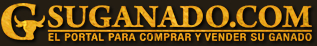 SUGANADO.COM
EL PORTAL PARA COMPRAR Y VENDER SU GANADO